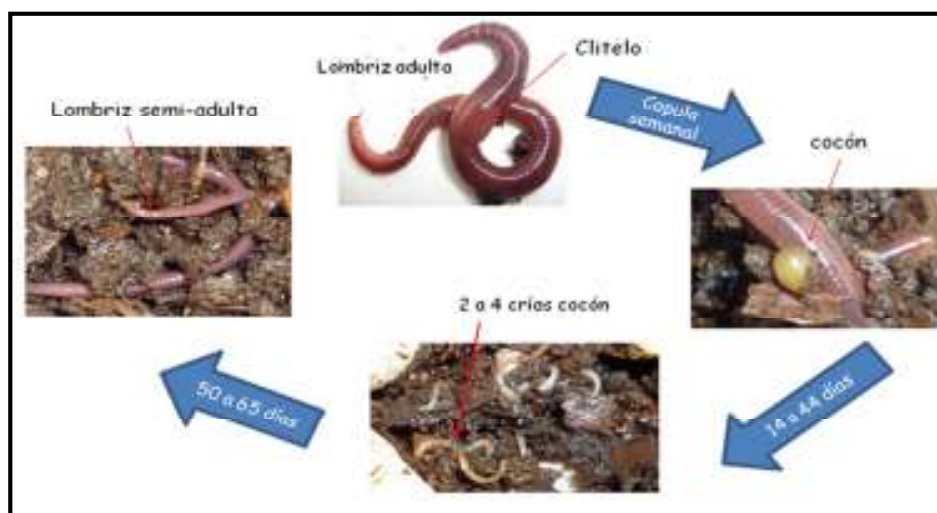 Lombriz adulta
Clitelo
Copula
semanal
cocón
14 a 44 días
2 a 4 crías cocón
50 a 65 días
Lombriz semi-adulta